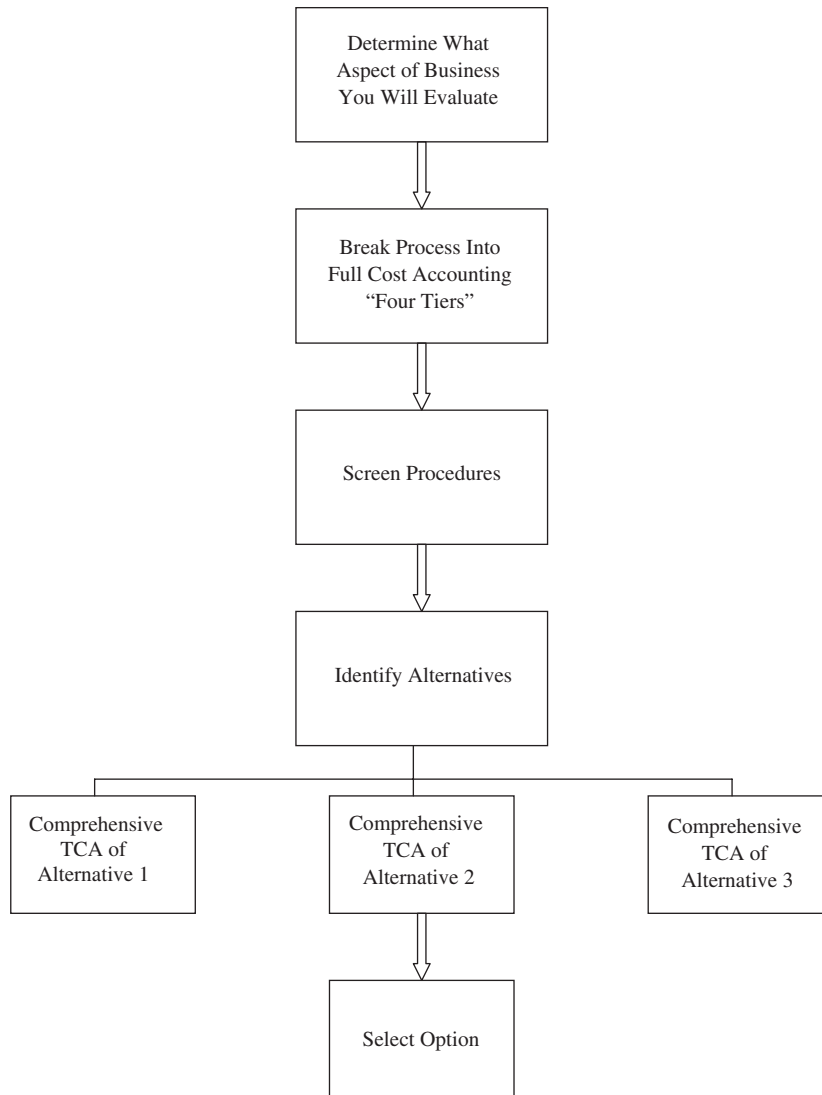 Determine What
Aspect of Business
You Will Evaluate
Break Process Into
Full Cost Accounting
“Four Tiers”
Screen Procedures
Identify Alternatives
Comprehensive
TCA of
Alternative 1
Comprehensive
TCA of
Alternative 2
Comprehensive
TCA of
Alternative 3
Select Option